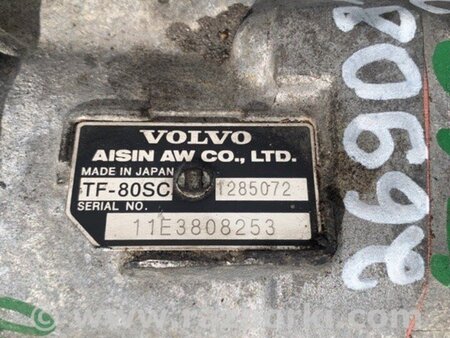 VOLVO
AISIN AW CO., LTD.
MADE IN JAPAN
TF-80SC 1285072
SERIAL NO.
11E3808253